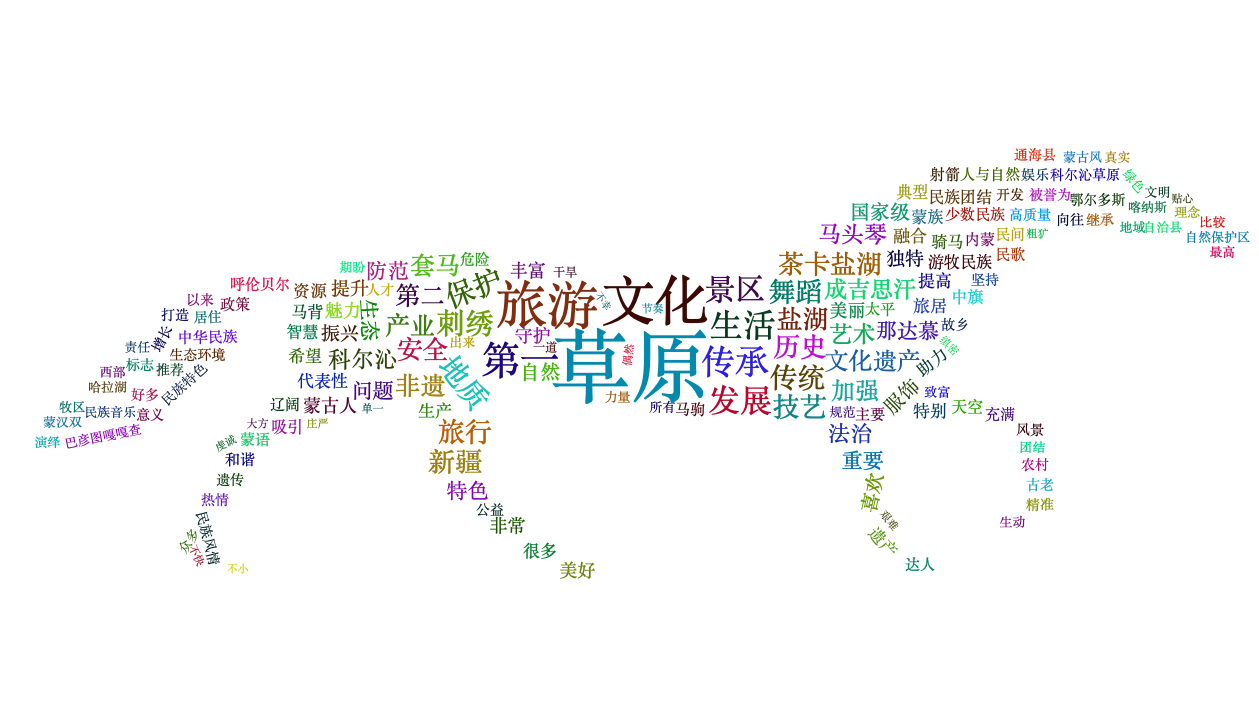 通海县 蒙古风 真实
射箭 人与自然 娱乐 科尔沁草原 绿色
典型 民族团结 开发 被誉为 鄂尔多斯 文明 贴心
国家级 蒙族 少数民族 高质量 向往 继承 喀纳斯 理念
马头琴 融合 骑马 内蒙 民间 粗犷 地域 自治县 比较
自然保护区
民歌 最高
期盼 防范 套马 危险 丰富 干旱 茶卡盐湖 独特 游牧民族
呼伦贝尔 资源 提升 人才 第二 保护 旅游 不幸 文化 节奏 景区 舞蹈 成吉思汗 提高 坚持
以来 政策 马背 魅力 生态 产业 刺绣 生活 盐湖 美丽 太平 旅居 中旗
打造 居住 智慧 振兴 守护 艺术 那达慕 故乡
增长 中华民族 安全 出来 第一 一道 草原 偶然 传承 历史 缜密
责任 生态环境 希望 科尔沁 自然 文化遗产 助力
西部 标志 推荐 代表性 问题 非遗 地质 传统 加强
哈拉湖 好多 民族特色 力量 服饰 致富
牧区 民族音乐 意义 辽阔 蒙古人 单一 生产 所有 马驹 发展 技艺 规范 主要 特别 天空 充满
蒙汉双 大方 吸引 庄严 旅行 法治 风景
演绎 巴彦图嘎嘎查 虔诚 蒙语 团结
和谐 新疆 重要 农村
遗传 特色 喜欢 古老
热情 公益 精准
民族风情 非常 艰难 生动
众多 不快 很多 遗产
不小 美好 达人